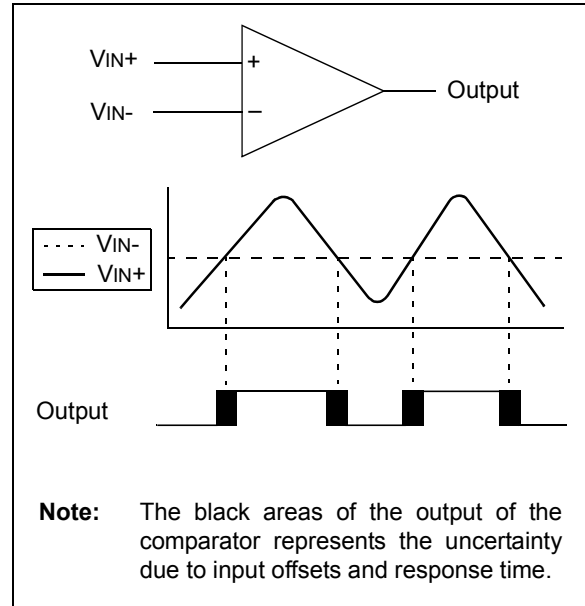 VIN+
+
Output
VIN-
–
VIN-
VIN+
Output
Note: The black areas of the output of the
comparator represents the uncertainty
due to input offsets and response time.